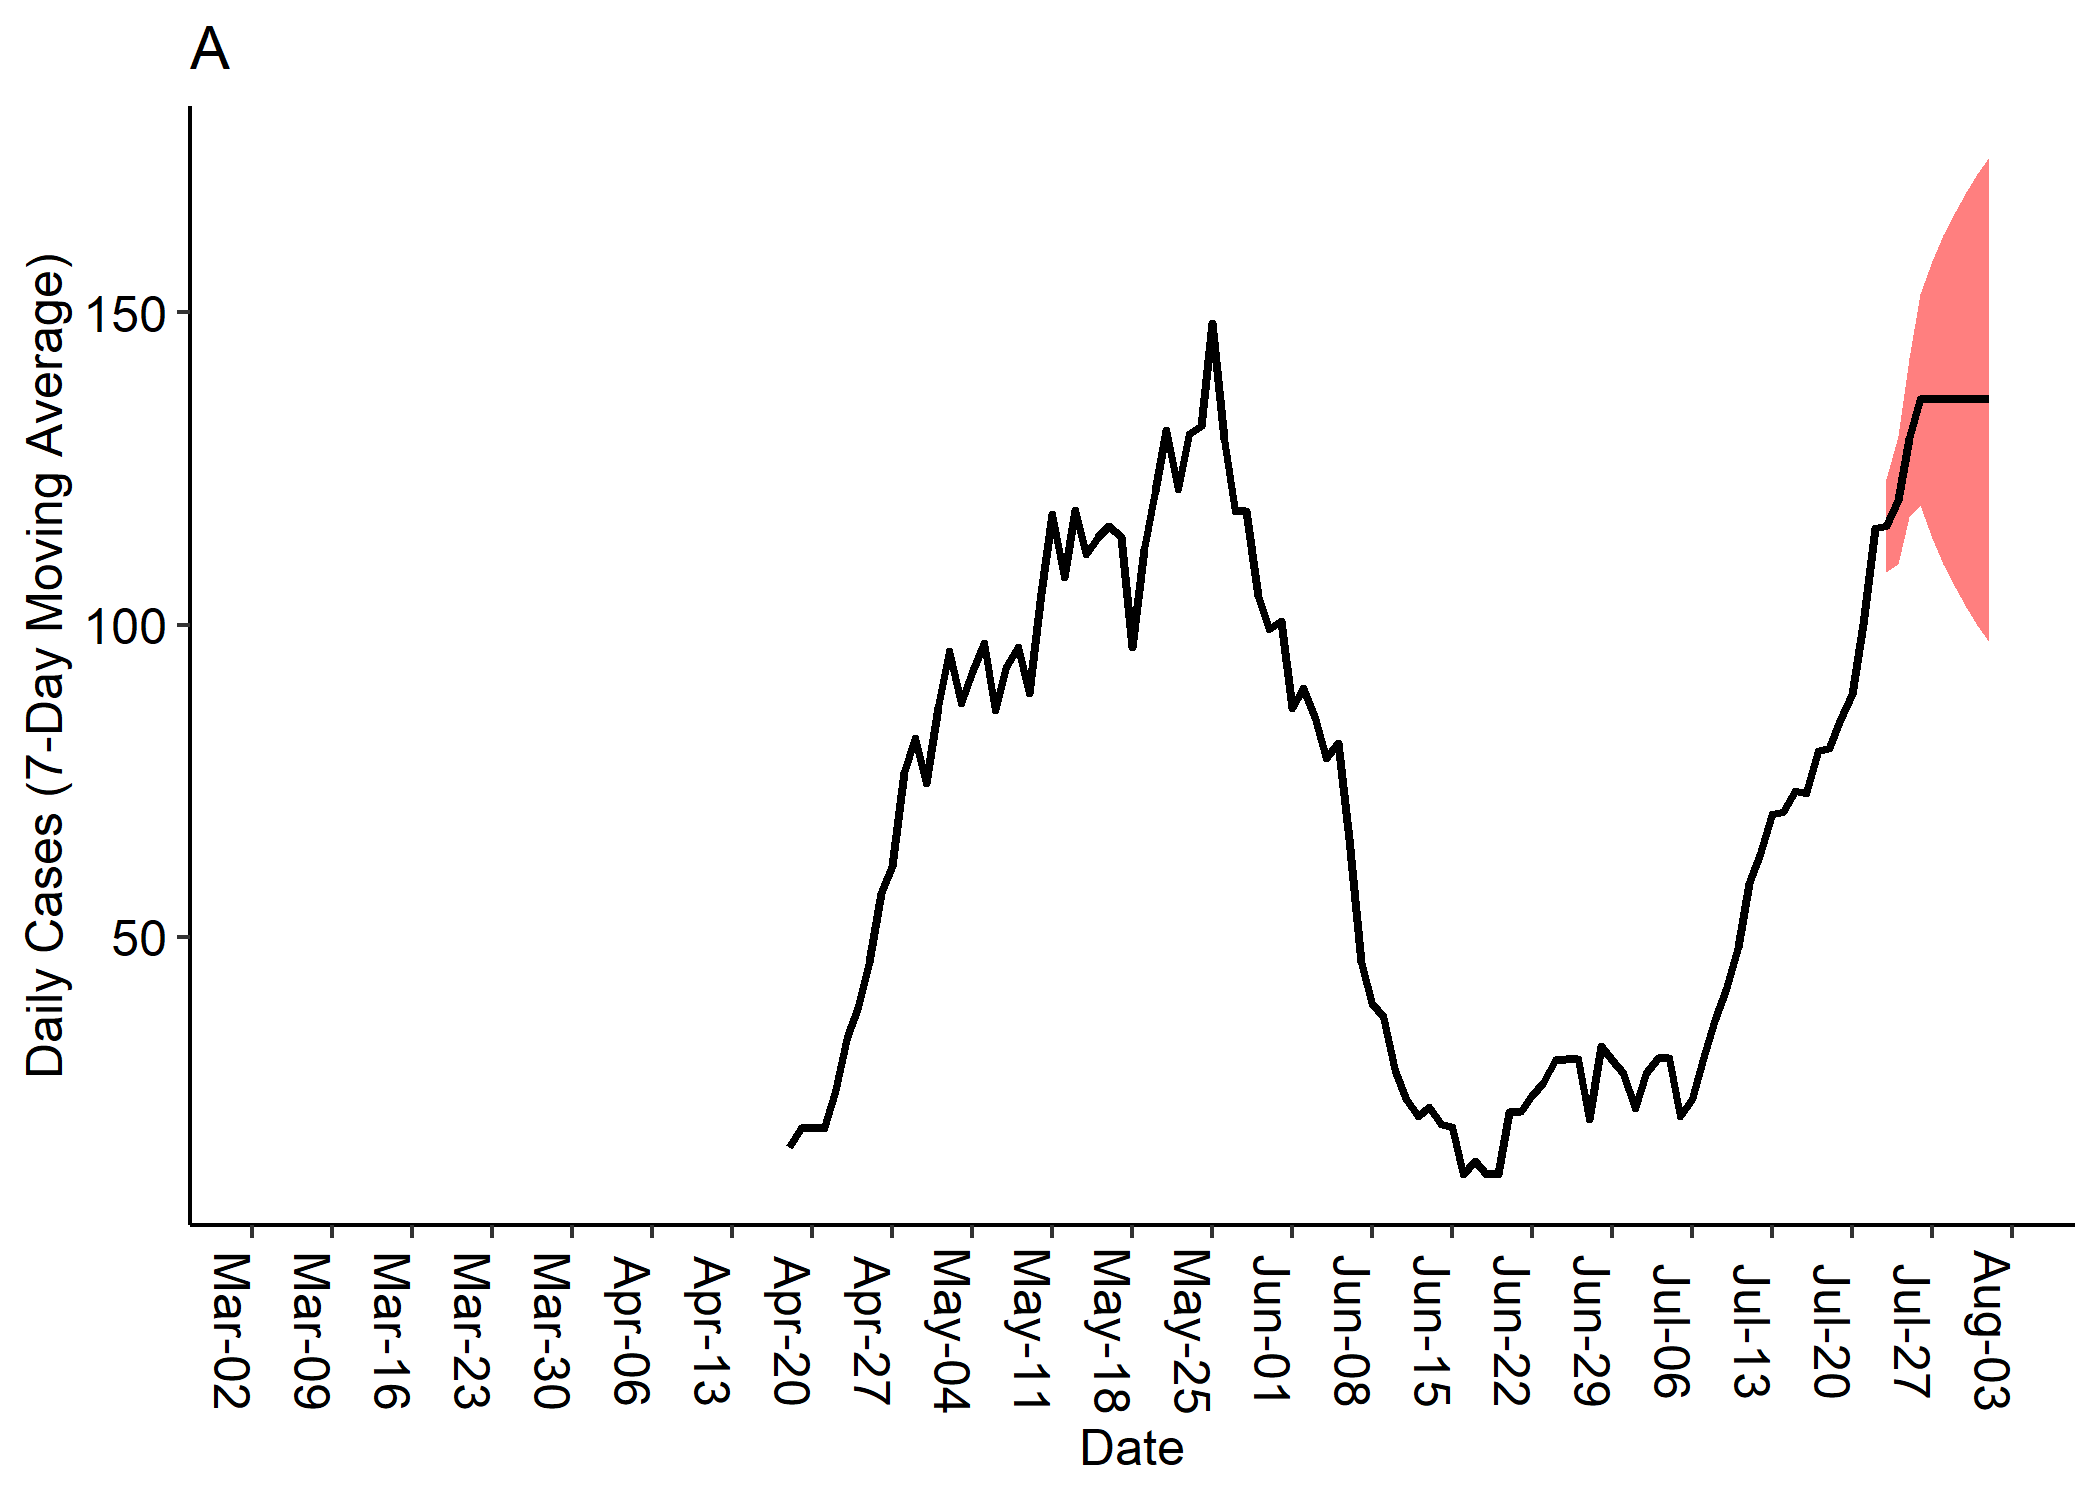 A
Daily Cases (7-Day Moving Average)
150
100
50
Mar-02
Mar-09
Mar-16
Mar-23
Mar-30
Apr-06
Apr-13
Apr-20
Apr-27
May-04
May-11
May-18
May-25
Jun-01
Jun-08
Jun-15
Jun-22
Jun-29
Jul-06
Jul-13
Jul-20
Jul-27
Aug-03
Date